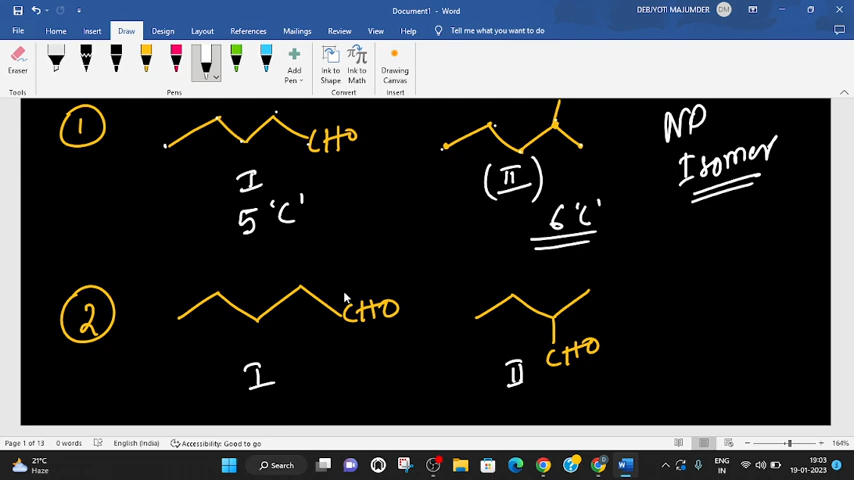 Document1 - Word
DEBJYOTI MAJUMDER
DM
File Home Insert Draw Design Layout References Mailings Review View Help Tell me what you want to do
Eraser
Add Pen
Ink to Shape
Ink to Math
Drawing Canvas
Tools
Pens
Convert
Insert
1
CHO
NO
Isomer
I
(II)
5 'C'
6 'C'
2
CHO
CHO
I
II
Page 1 of 13 0 words English (India) Accessibility: Good to go 164%
21°C
Haze
Search
ENG
IN
19:03
19-01-2023